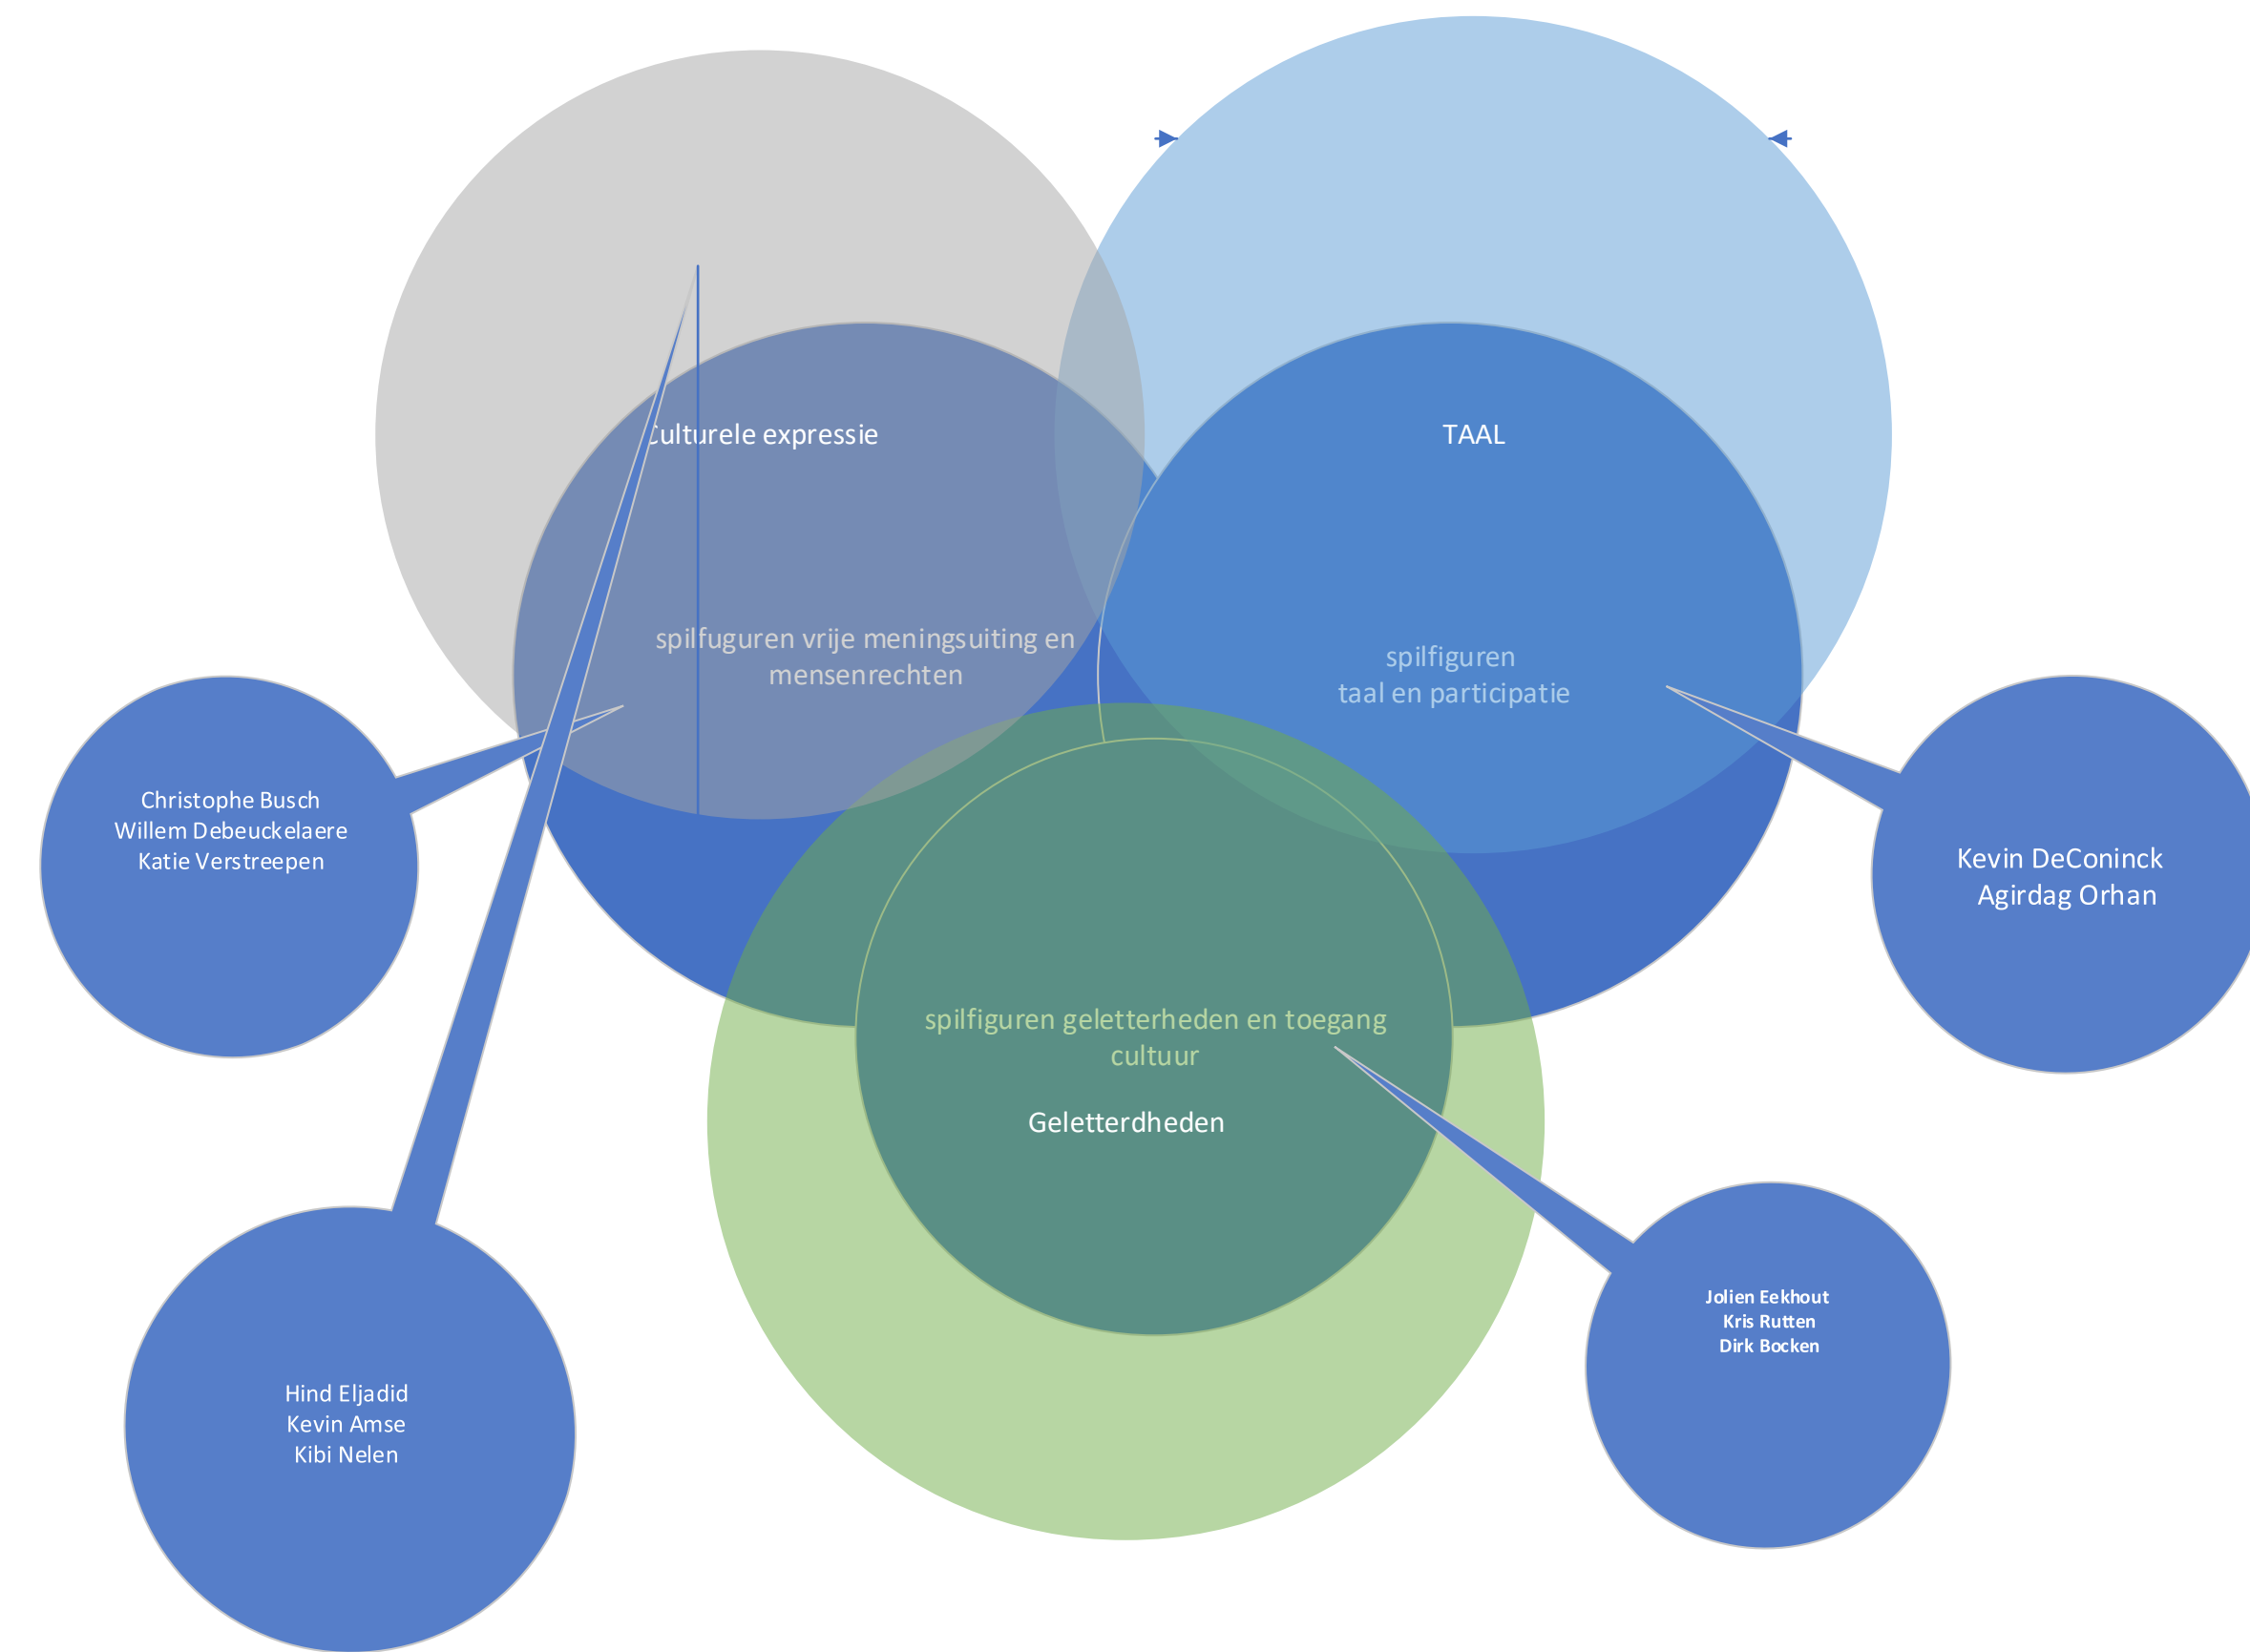 Culturele expressie
TAAL
spilfuguren vrije meningsuiting en
mensenrechten
spilfiguren
taal en participatie
Christophe Busch
Willem Debeuckelaere
Katie Verstreepen
Kevin DeConinck
Agirdag Orhan
spilfiguren geletterheden en toegang
cultuur
Geletterdheden
Jolien Eekhout
Kris Rutten
Dirk Bocken
Hind Eljadid
Kevin Amse
Kibi Nelen